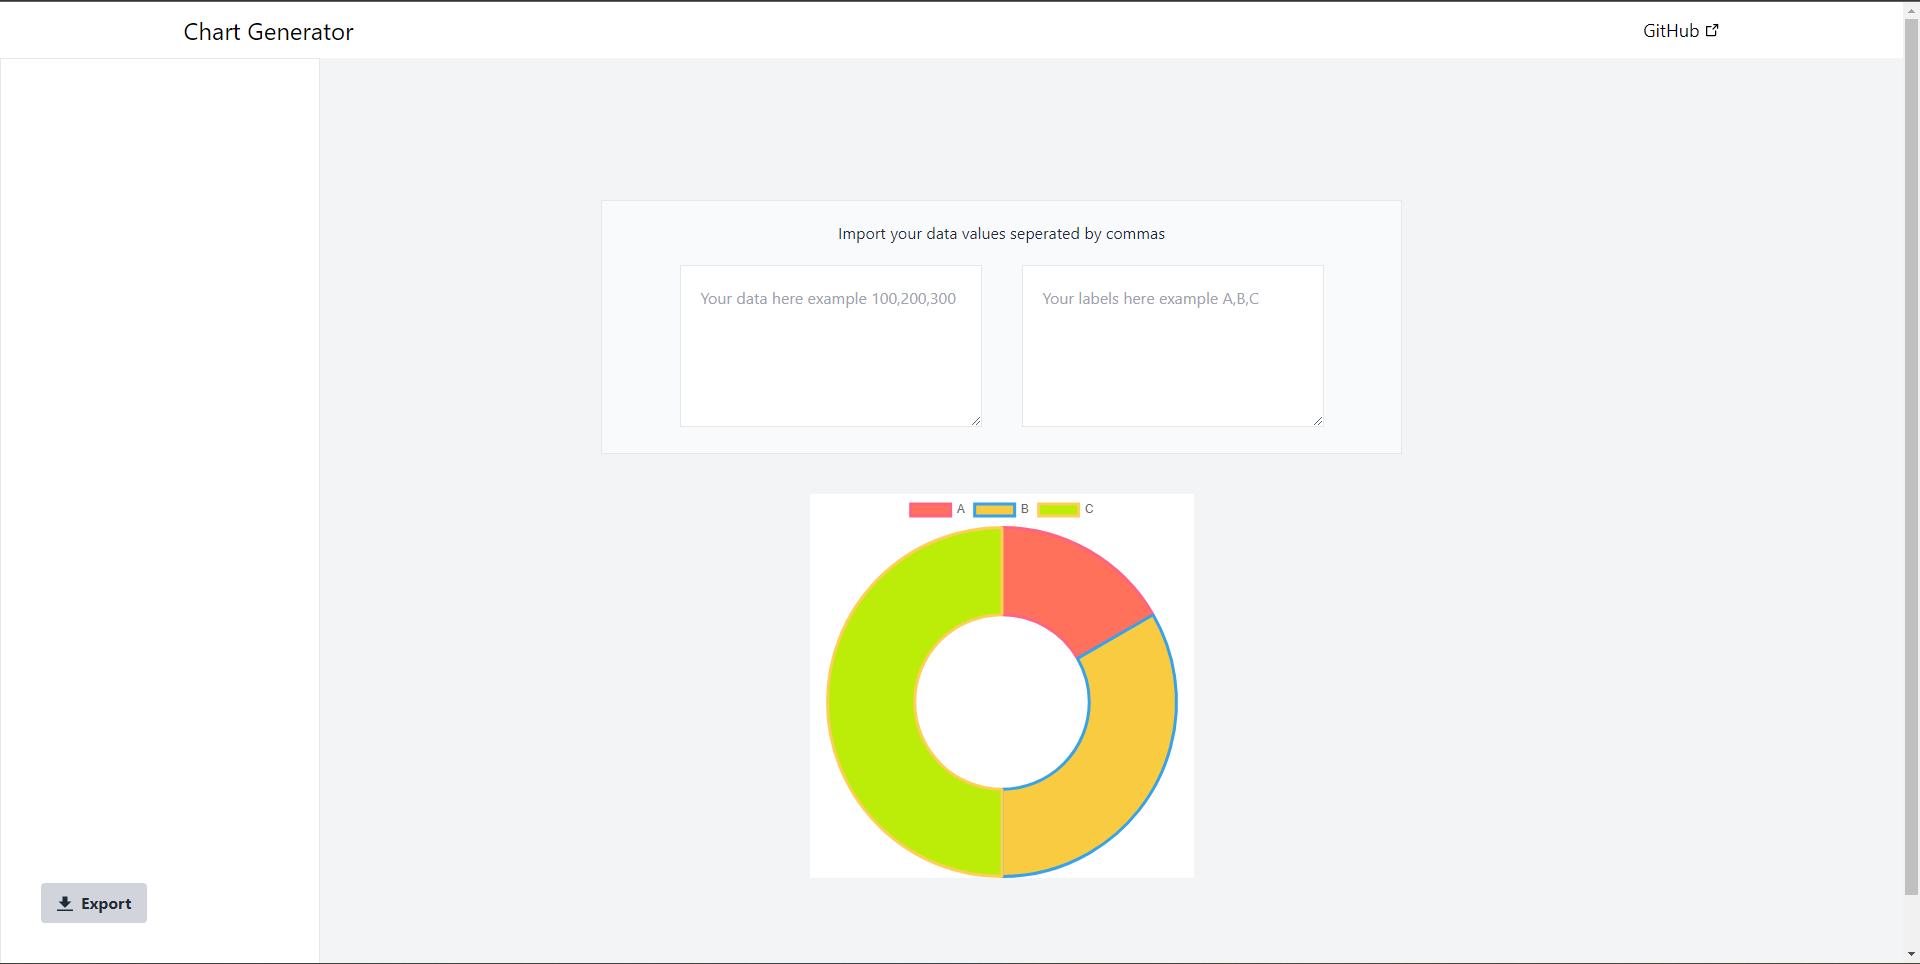 Chart Generator
GitHub
Import your data values seperated by commas
Your data here example 100,200,300
Your labels here example A,B,C
A B C
Export